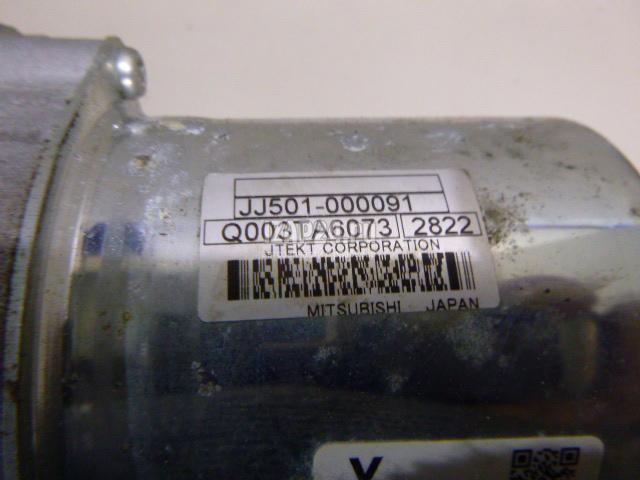 JJ501-000091
Q003TA6073 2822
JTEKT CORPORATION
MITSUBISHI JAPAN
Y